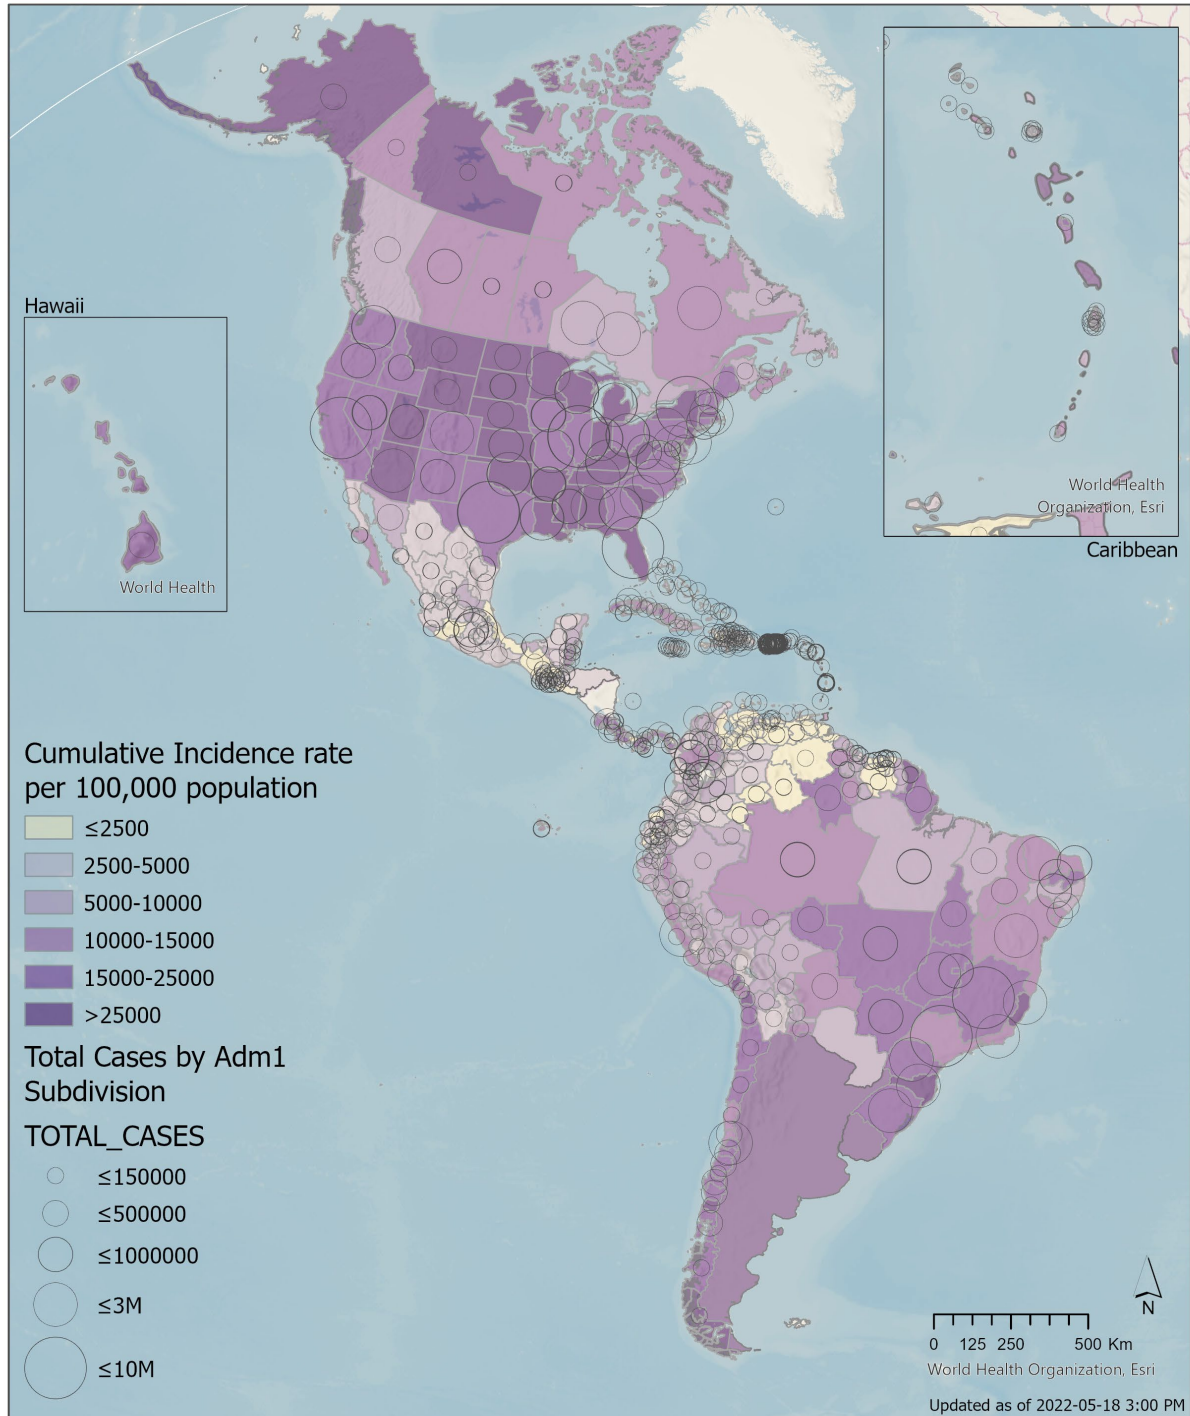 Hawaii
World Health
World Health
Organization, Esri
Caribbean
Cumulative Incidence rate
per 100,000 population
≤2500
2500-5000
5000-10000
10000-15000
15000-25000
>25000
Total Cases by Adm1
Subdivision
TOTAL_CASES
≤150000
≤500000
≤1000000
≤3M
≤10M
N
0 125 250 500 Km
World Health Organization, Esri
Updated as of 2022-05-18 3:00 PM